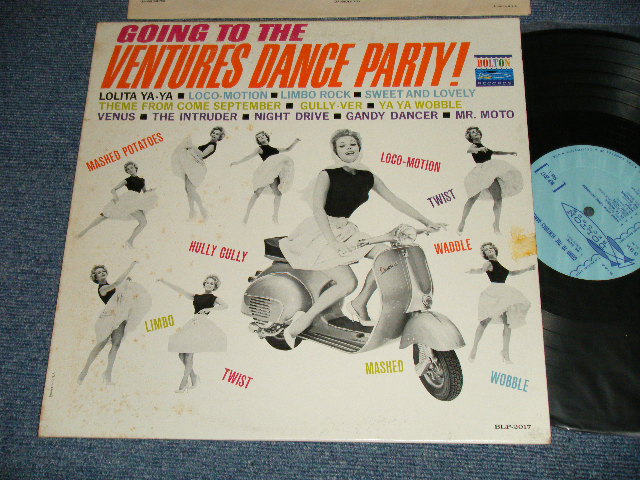 GOING TO THE
VENTURES DANCE PARTY!
DOLTON
RECORDS
LOLITA YA-YA ■ LOCO-MOTION ■ LIMBO ROCK ■ SWEET AND LOVELY
THEME FROM COME SEPTEMBER ■ GULLY-VER ■ YA YA WOBBLE
VENUS ■ THE INTRUDER ■ NIGHT DRIVE ■ GANDY DANCER ■ MR. MOTO
MASHED POTATOES
LOCO-MOTION
TWIST
HULLY GULLY
WADDLE
LIMBO
MASHED
TWIST
WOBBLE
BLP-2017